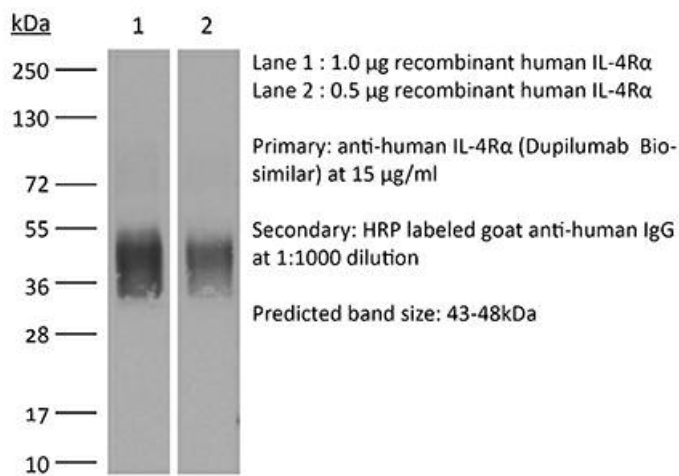 kDa
1 2
250
130
72
55
36
28
17
10
Lane 1 : 1.0 µg recombinant human IL-4Rα
Lane 2 : 0.5 µg recombinant human IL-4Rα
Primary: anti-human IL-4Rα (Dupilumab Bio-
similar) at 15 µg/ml
Secondary: HRP labeled goat anti-human IgG
at 1:1000 dilution
Predicted band size: 43-48kDa